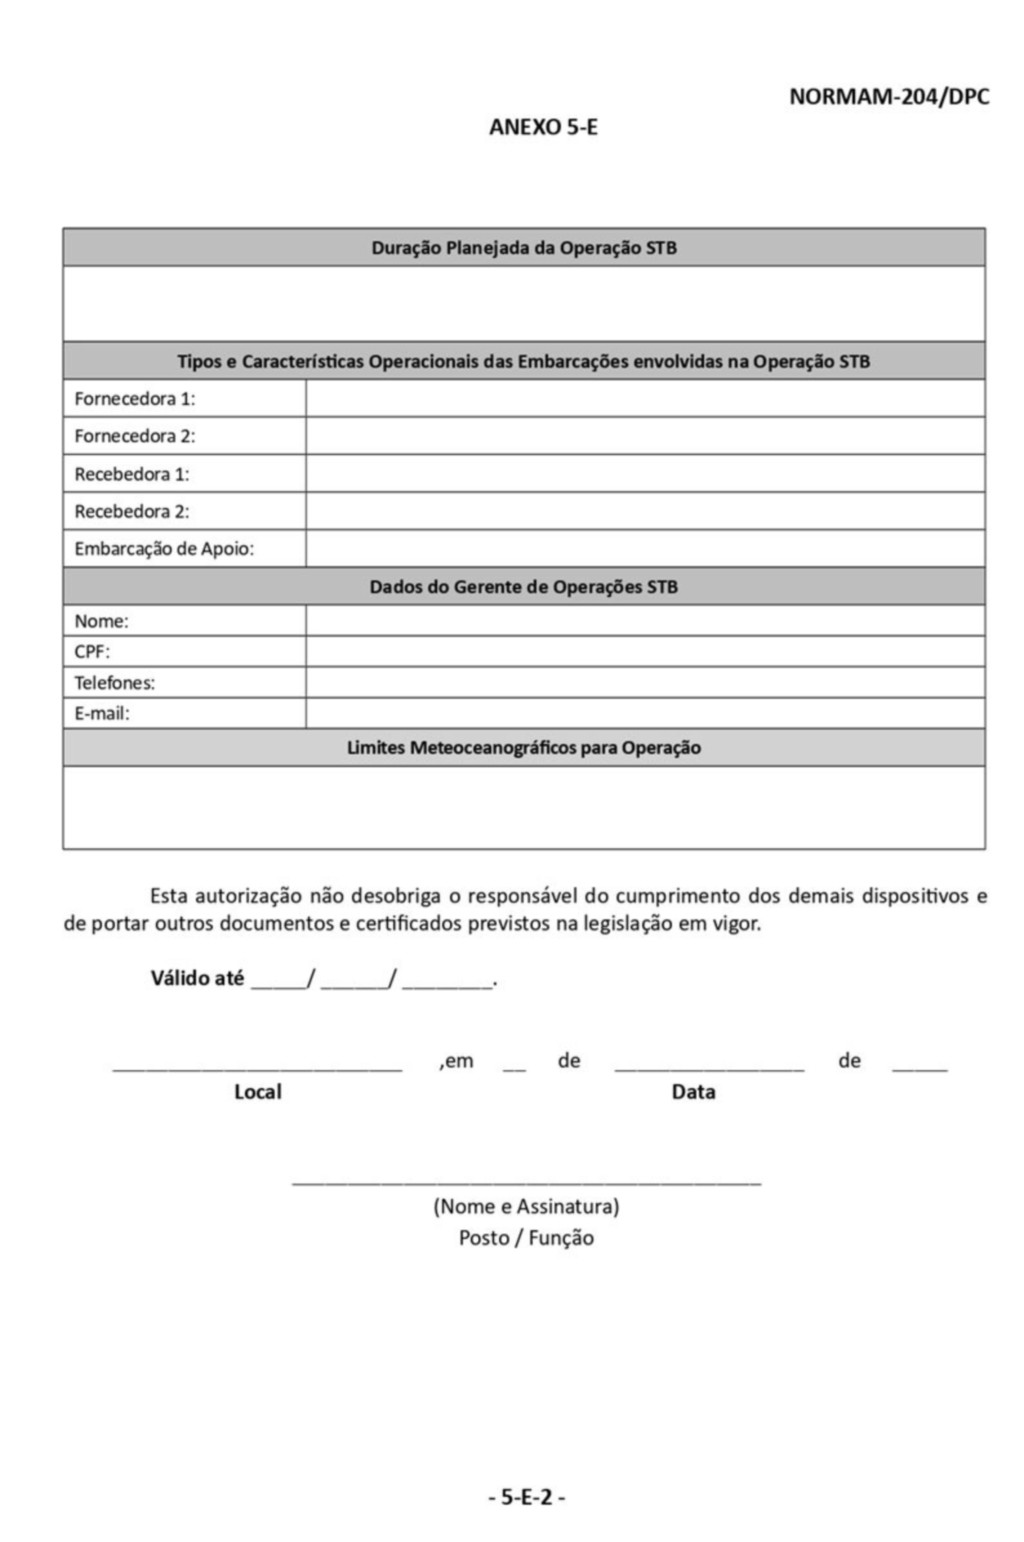 NORMAM-204/DPC
ANEXO 5-E
Duração Planejada da Operação STB
Tipos e Características Operacionais das Embarcações envolvidas na Operação STB
Fornecedora 1:
Fornecedora 2:
Recebedora 1:
Recebedora 2:
Embarcação de Apoio:
Dados do Gerente de Operações STB
Nome:
CPF:
Telefones:
E-mail:
Limites Meteoceanográficos para Operação
Esta autorização não desobriga o responsável do cumprimento dos demais dispositivos e
de portar outros documentos e certificados previstos na legislação em vigor.
Válido até _____/ ______/ ________.
__________________________ ,em __ de _________________ de _____
Local Data
__________________________________________
(Nome e Assinatura)
Posto / Função
- 5-E-2 -